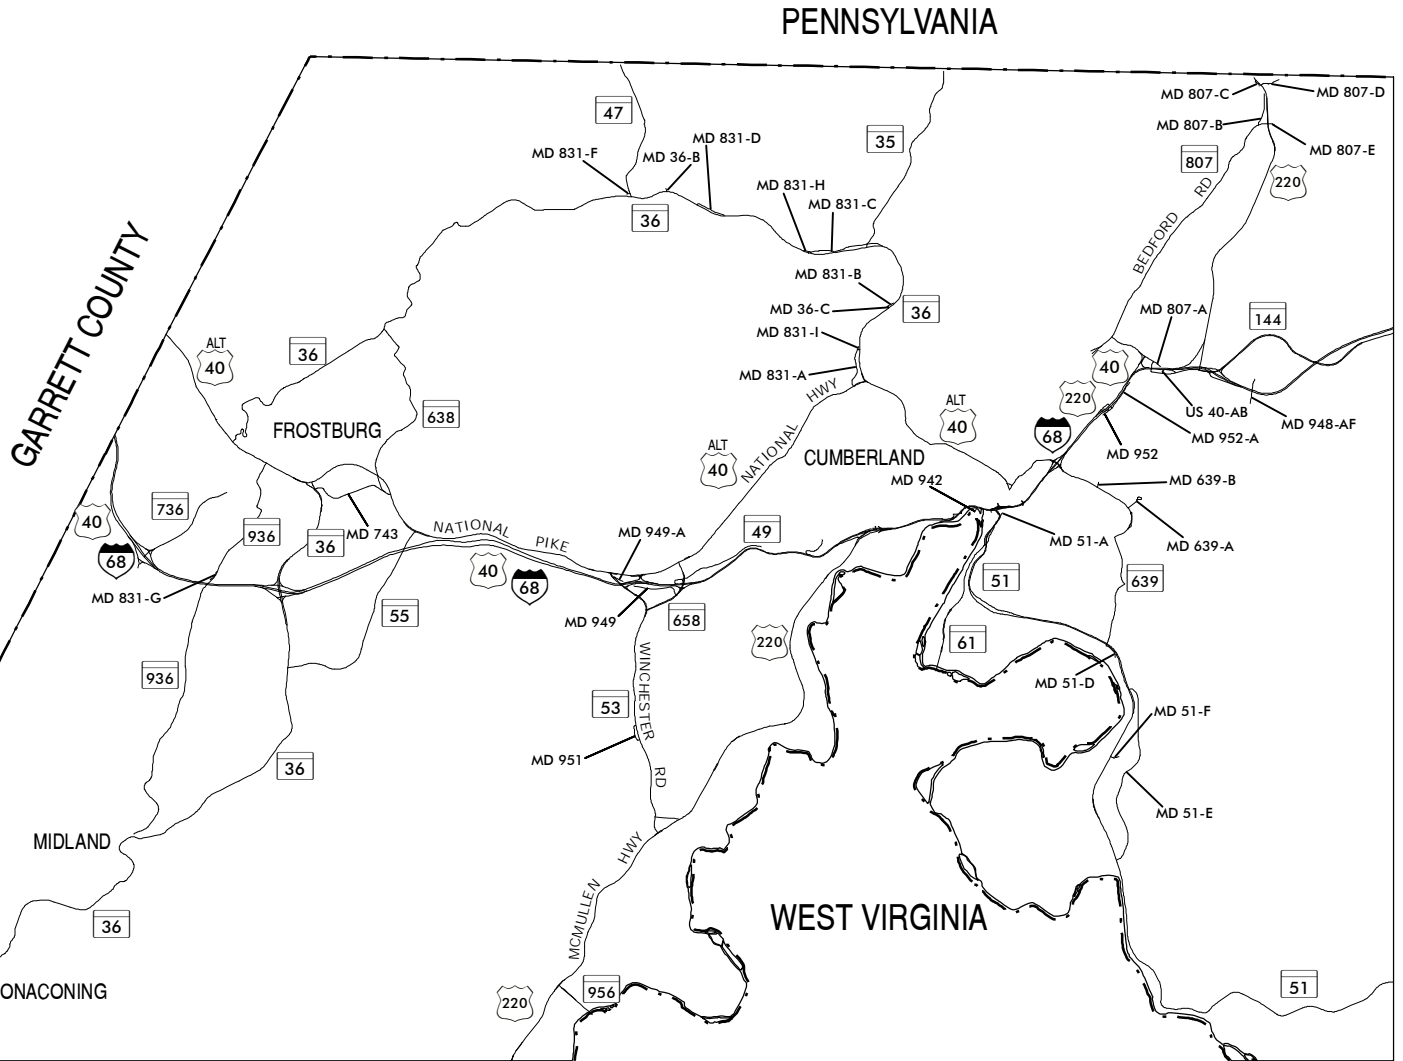 PENNSYLVANIA
MD 807-C
MD 807-D
47
MD 807-B
MD 831-D
35
MD 831-F
MD 36-B
807
MD 807-E
220
MD 831-H
RD
MD 831-C
36
BEDFORD
GARRETT COUNTY
MD 831-B
MD 36-C
36
MD 807-A
144
MD 831-I
ALT
40
36
40
MD 831-A
HWY
220
ALT
40
US 40-AB
638
MD 948-AF
FROSTBURG
68
MD 952-A
NATIONAL
ALT
40
CUMBERLAND
MD 952
MD 942
MD 639-B
736
40
NATIONAL
936
MD 743
36
PIKE
MD 949-A
49
MD 51-A
MD 639-A
68
40
68
51
639
MD 831-G
55
MD 949
658
220
61
936
WINCHESTER
MD 51-D
53
MD 51-F
MD 951
36
RD
MD 51-E
MIDLAND
HWY
MCMULLEN
36
WEST VIRGINIA
ONACONING
956
220
51